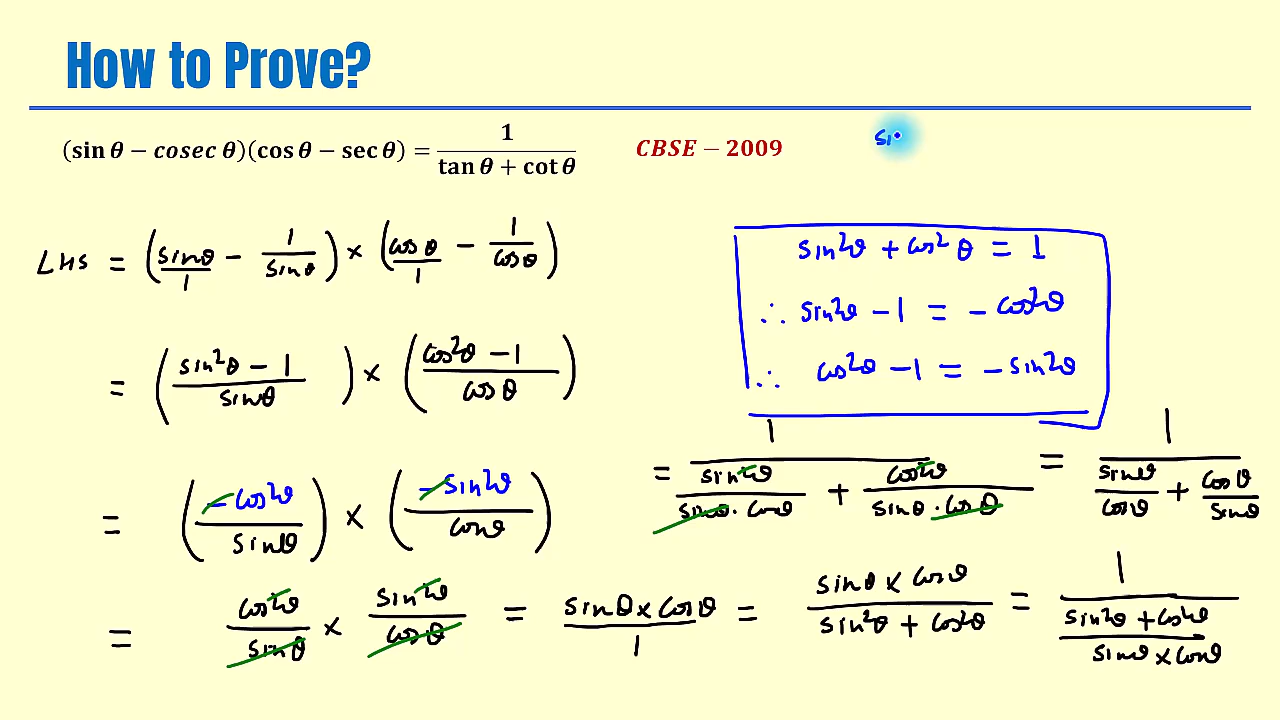 How to Prove?
(sin θ − cosec θ)(cos θ − sec θ) = 1 / (tan θ + cot θ)
CBSE − 2009
si
LHS = (sinθ/1 − 1/sinθ) × (cosθ/1 − 1/cosθ)
= ((sin²θ − 1)/sinθ) × ((cos²θ − 1)/cosθ)
= (−cos²θ/sinθ) × (−sin²θ/cosθ)
= cos²θ/sinθ × sin²θ/cosθ = (sinθ × cosθ)/1 = (sinθ × cosθ)/(sin²θ + cos²θ) = 1/((sin²θ + cos²θ)/(sinθ × cosθ))
sin²θ + cos²θ = 1
∴ sin²θ − 1 = − cos²θ
∴ cos²θ − 1 = − sin²θ
= 1/(sin²θ/(sinθ · cosθ) + cos²θ/(sinθ · cosθ)) = 1/(sinθ/cosθ + cosθ/sinθ)